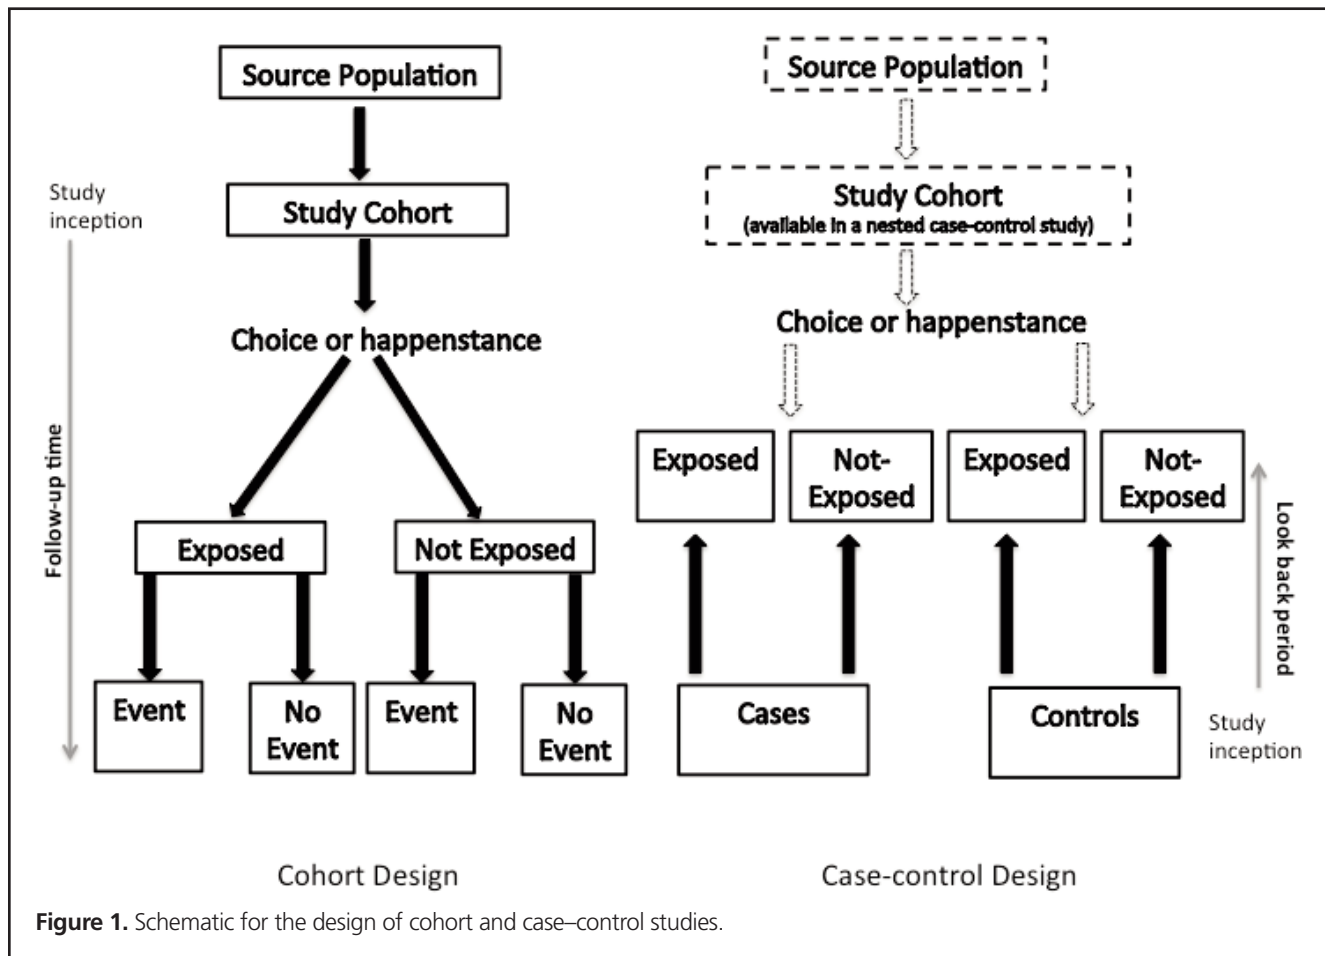 Source Population
Study
inception
Study Cohort
Choice or happenstance
Follow-up time
Exposed
Not Exposed
Event
No
Event
Event
No
Event
Cohort Design
Source Population
Study Cohort
(available in a nested case-control study)
Choice or happenstance
Exposed
Not-
Exposed
Exposed
Not-
Exposed
Look back period
Cases
Controls
Study
inception
Case-control Design
Figure 1. Schematic for the design of cohort and case–control studies.